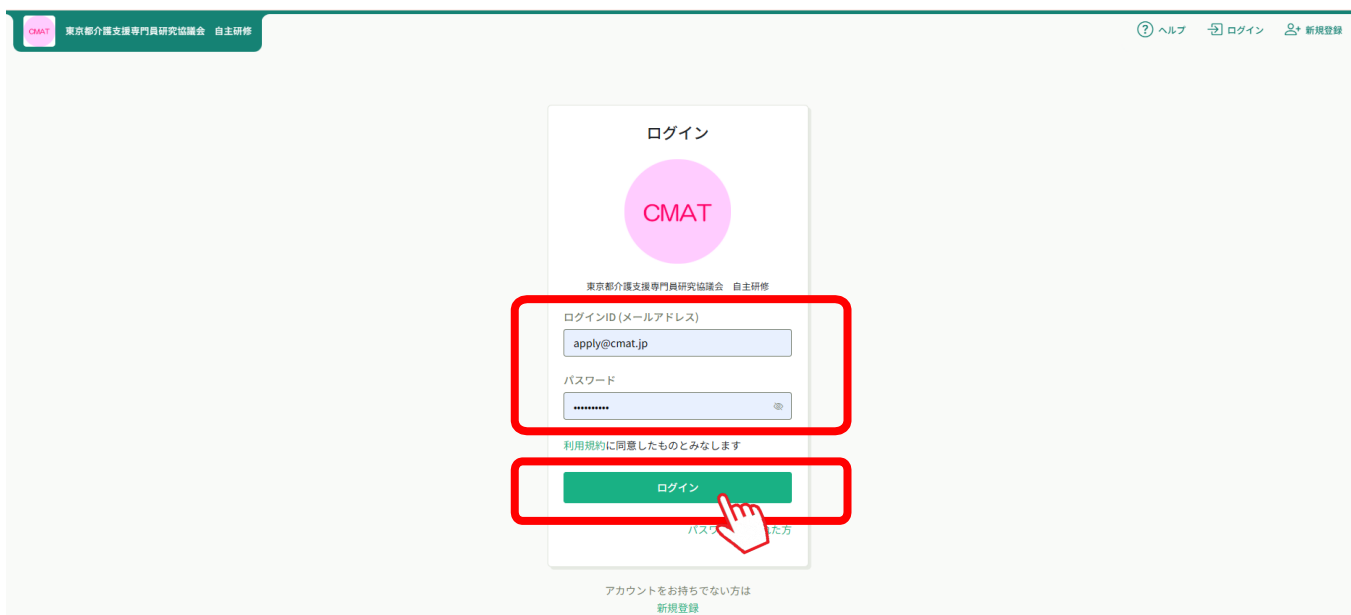 CMAT 東京都介護支援専門員研究協議会　自主研修
ヘルプ ログイン 新規登録
ログイン
CMAT
東京都介護支援専門員研究協議会　自主研修
ログインID (メールアドレス)
apply@cmat.jp
パスワード
••••••••••
利用規約に同意したものとみなします
ログイン
パスワ れた方
アカウントをお持ちでない方は
新規登録